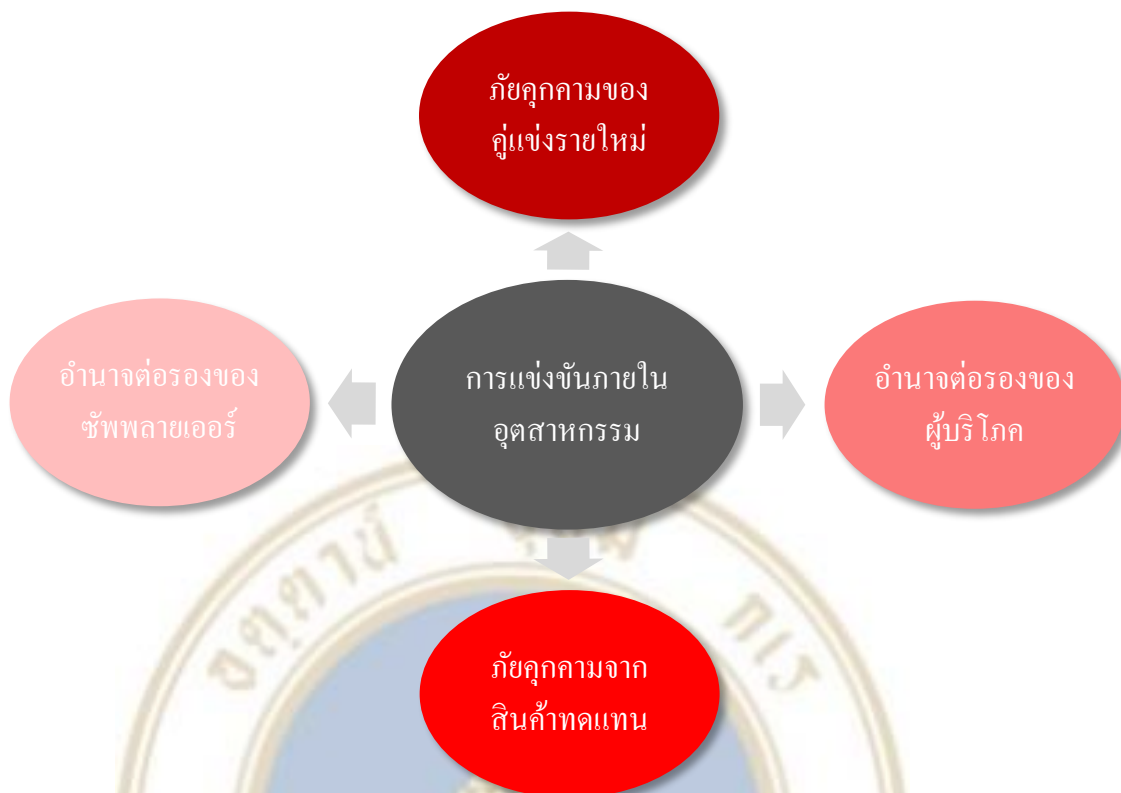 ภัยคุกคามของ
คู่แข่งรายใหม่
อำนาจต่อรองของ
ซัพพลายเออร์
การแข่งขันภายใน
อุตสาหกรรม
อำนาจต่อรองของ
ผู้บริโภค
ภัยคุกคามจาก
สินค้าทดแทน